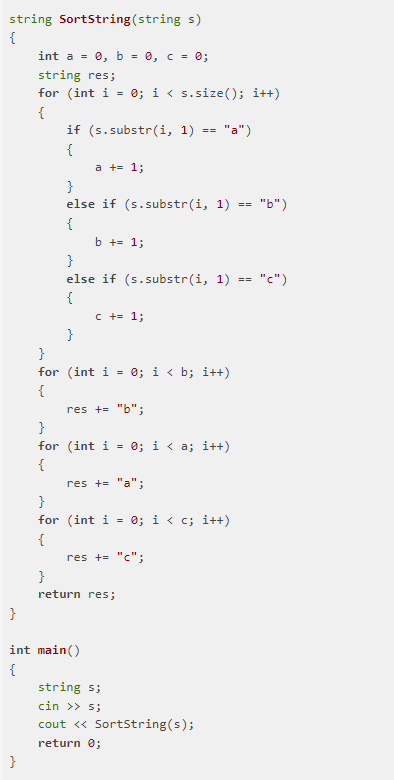 string SortString(string s)
{
    int a = 0, b = 0, c = 0;
    string res;
    for (int i = 0; i < s.size(); i++)
    {
        if (s.substr(i, 1) == "a")
        {
            a += 1;
        }
        else if (s.substr(i, 1) == "b")
        {
            b += 1;
        }
        else if (s.substr(i, 1) == "c")
        {
            c += 1;
        }
    }
    for (int i = 0; i < b; i++)
    {
        res += "b";
    }
    for (int i = 0; i < a; i++)
    {
        res += "a";
    }
    for (int i = 0; i < c; i++)
    {
        res += "c";
    }
    return res;
}

int main()
{
    string s;
    cin >> s;
    cout << SortString(s);
    return 0;
}